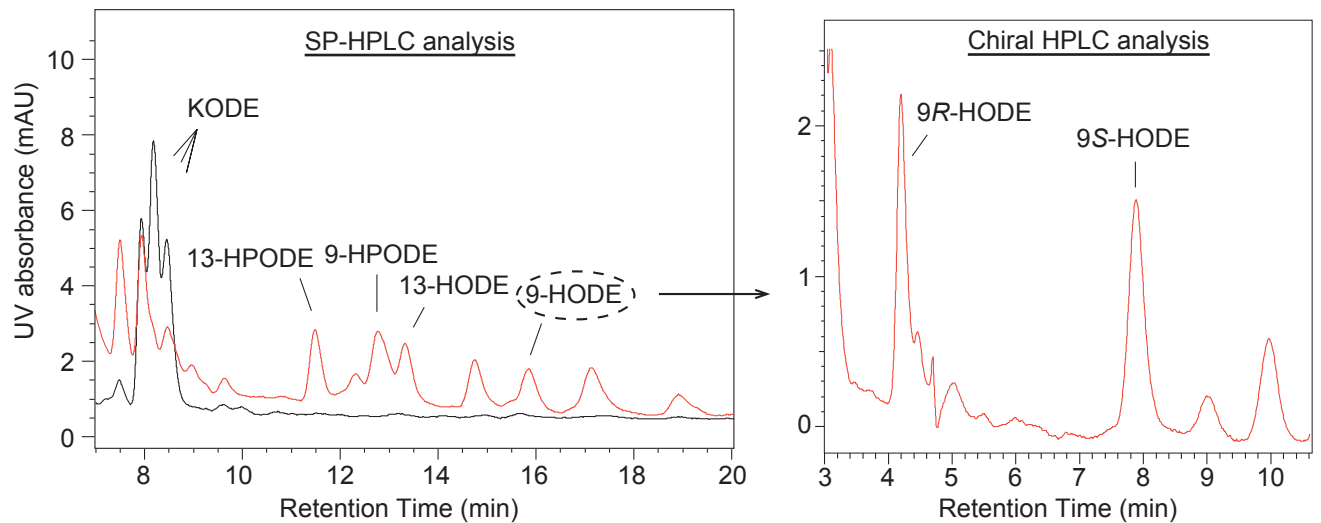 SP-HPLC analysis
UV absorbance (mAU)
10
8
6
4
2
0
KODE
13-HPODE
9-HPODE
13-HODE
9-HODE
8
10
12
14
16
18
20
Retention Time (min)
Chiral HPLC analysis
2
1
0
9R-HODE
9S-HODE
3
4
5
6
7
8
9
10
Retention Time (min)